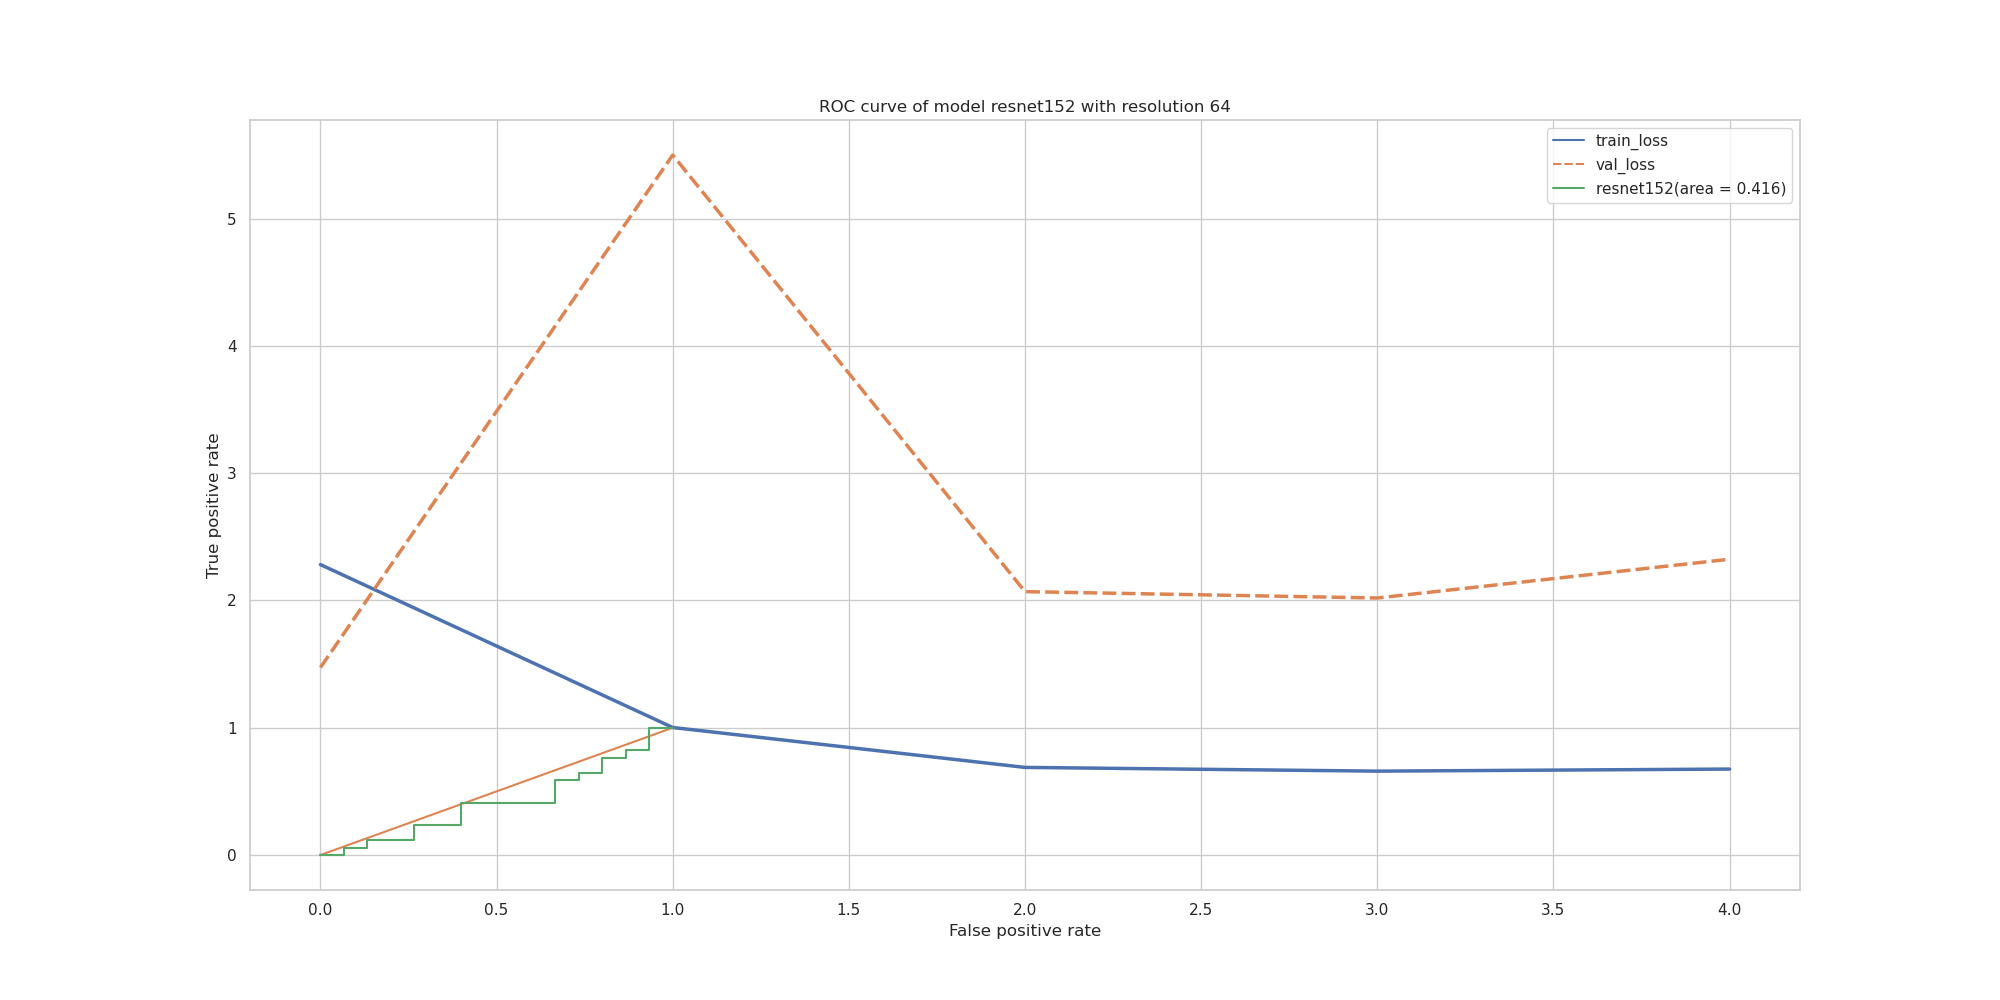 ROC curve of model resnet152 with resolution 64
train_loss
val_loss
resnet152(area = 0.416)
True positive rate
5
4
3
2
1
0
0.0 0.5 1.0 1.5 2.0 2.5 3.0 3.5 4.0
False positive rate